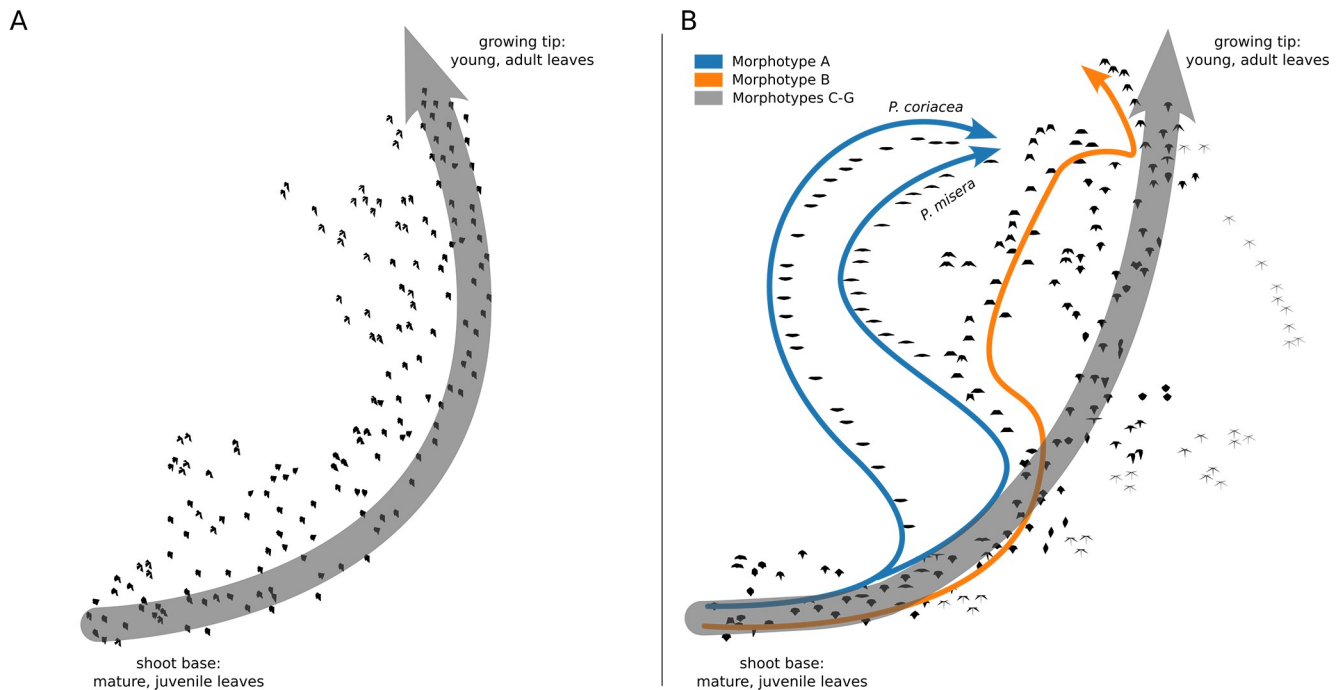 A
growing tip:
young, adult leaves
shoot base:
mature, juvenile leaves
B
Morphotype A
Morphotype B
Morphotypes C-G
P. coriacea
P. misera
growing tip:
young, adult leaves
shoot base:
mature, juvenile leaves